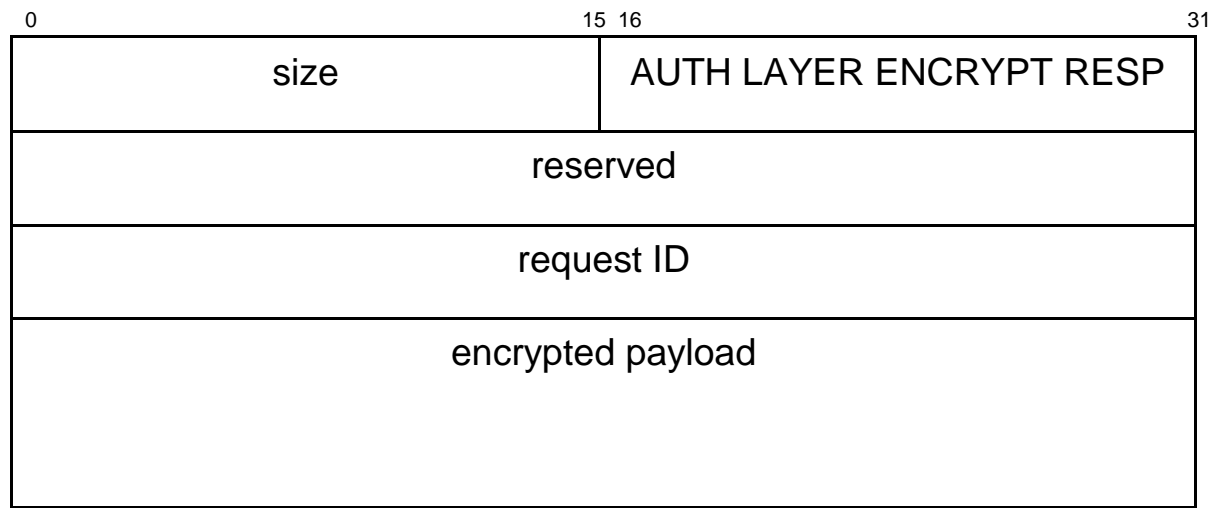 0 15 16 31
size AUTH LAYER ENCRYPT RESP
reserved
request ID
encrypted payload